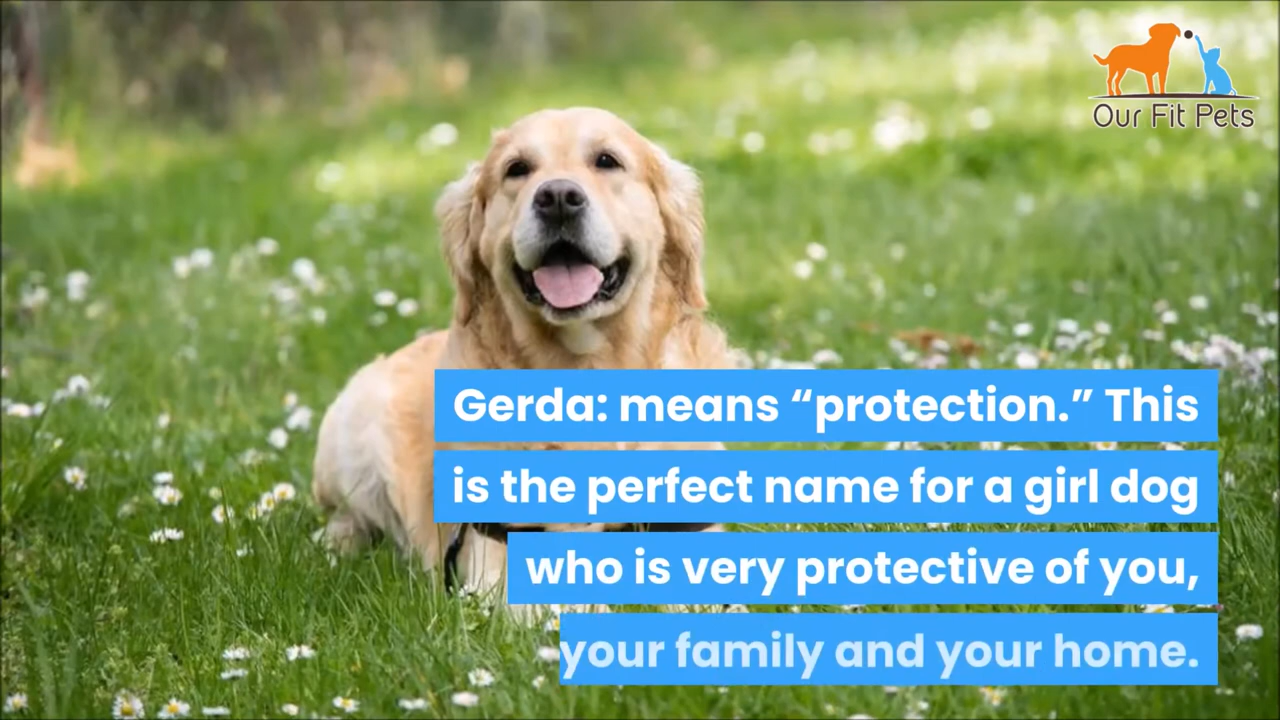 Our Fit Pets
Gerda: means “protection.” This
is the perfect name for a girl dog
who is very protective of you,
your family and your home.